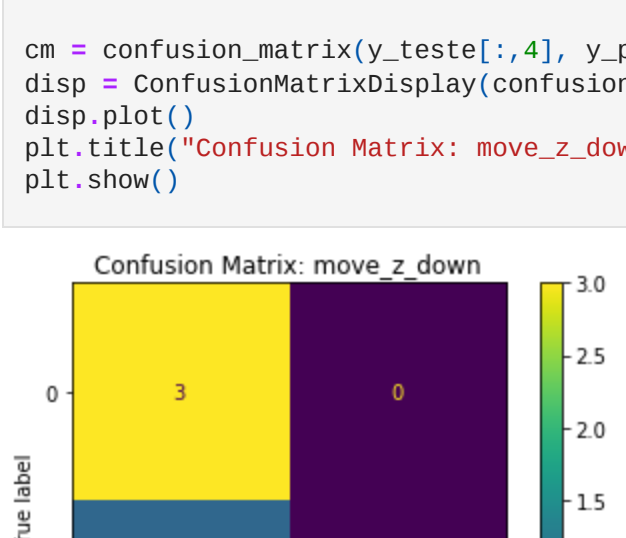 cm = confusion_matrix(y_teste[:,4], y_p
disp = ConfusionMatrixDisplay(confusion
disp.plot()
plt.title("Confusion Matrix: move_z_dow
plt.show()
Confusion Matrix: move_z_down
3.0
2.5
0 3 0
2.0
1.5
rue label